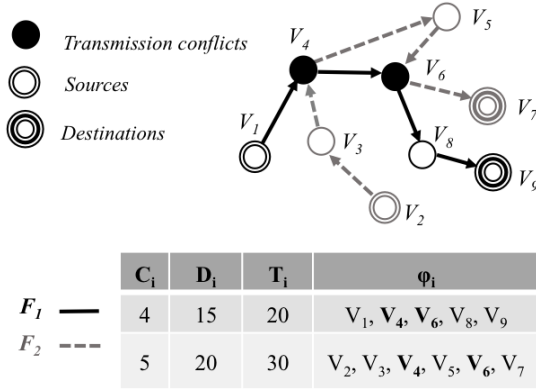 Transmission conflicts
Sources
Destinations
V4
V5
V6
V1
V3
V7
V8
V2
V9
Ci Di Ti φi
F1 4 15 20 V1, V4, V6, V8, V9
F2 5 20 30 V2, V3, V4, V5, V6, V7